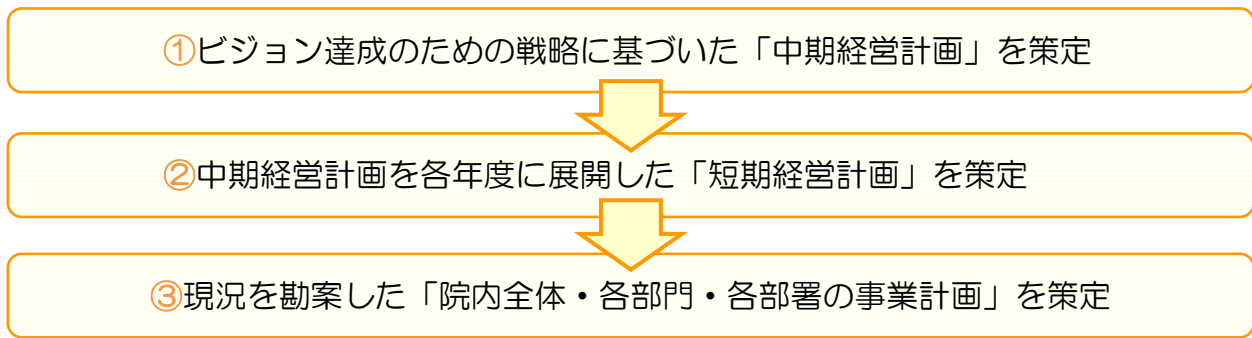 ①ビジョン達成のための戦略に基づいた「中期経営計画」を策定
②中期経営計画を各年度に展開した「短期経営計画」を策定
③現況を勘案した「院内全体・各部門・各部署の事業計画」を策定